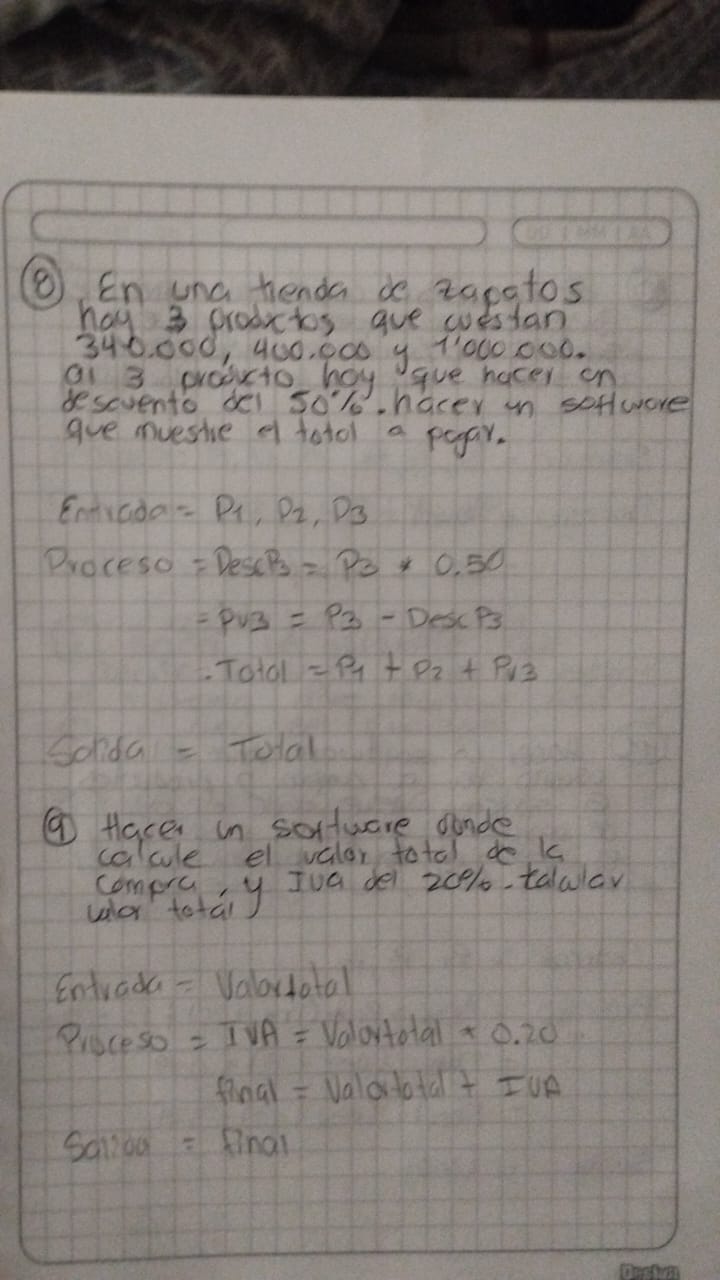 DD | MM | AA
8 En una tienda de zapatos
hay 3 productos que cuestan
340.000, 400.000 y 1'000.000.
al 3 producto hay que hacer un
descuento del 50%. hacer un software
que muestre el total a pagar.
Entrada = P1, P2, P3
Proceso = DescP3 = P3 * 0.50
= PV3 = P3 - DescP3
. Total = P1 + P2 + PV3
Salida = Total
9 Hacer un software donde
calcule el valor total de la
compra, y IVA del 20%.
valor total
Entrada = Valortotal
Proceso = IVA = Valortotal * 0.20
final = Valortotal + IVA
Salida = final